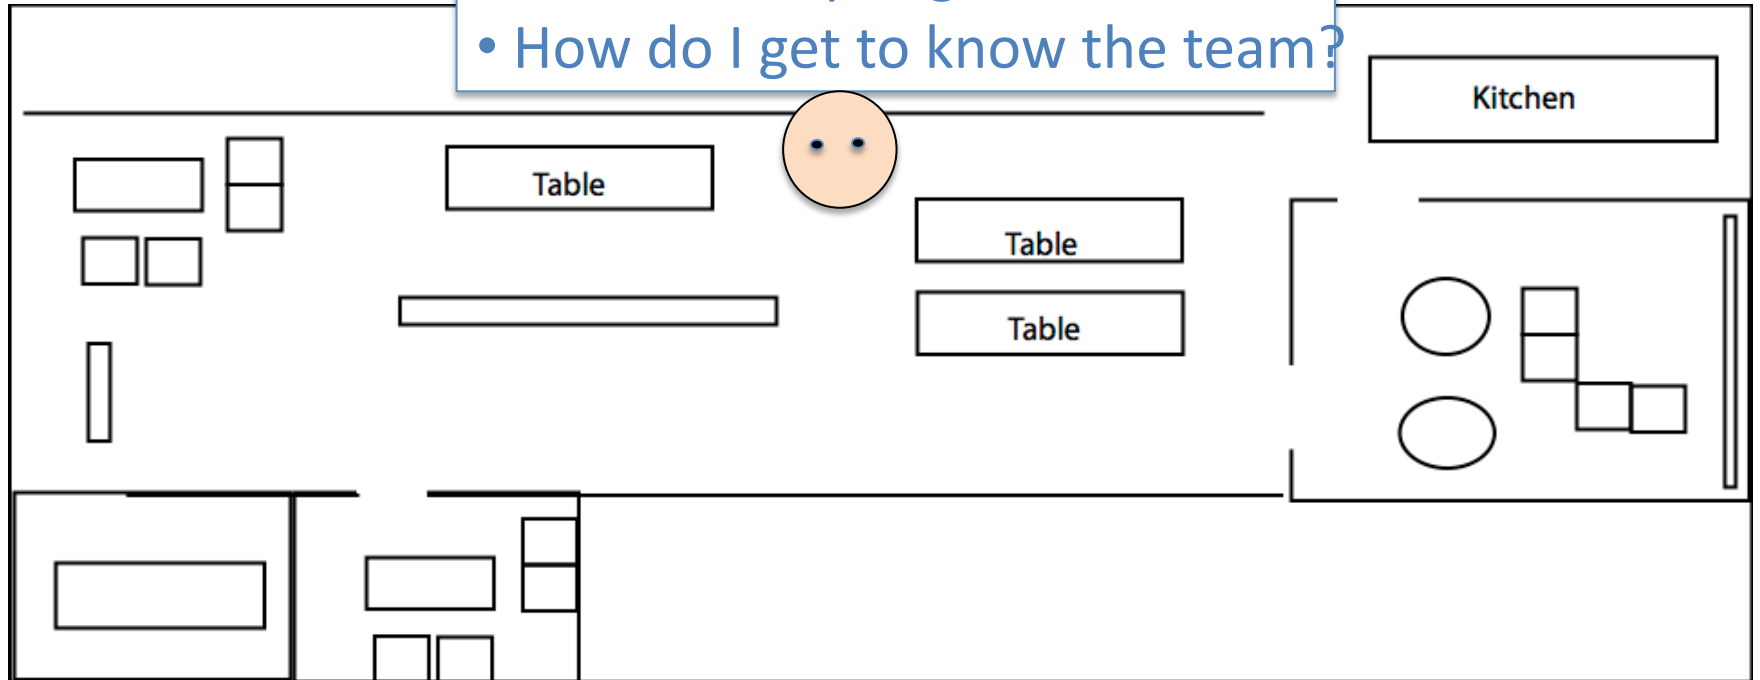 • How do I get to know the team?
Kitchen
Table
Table
Table